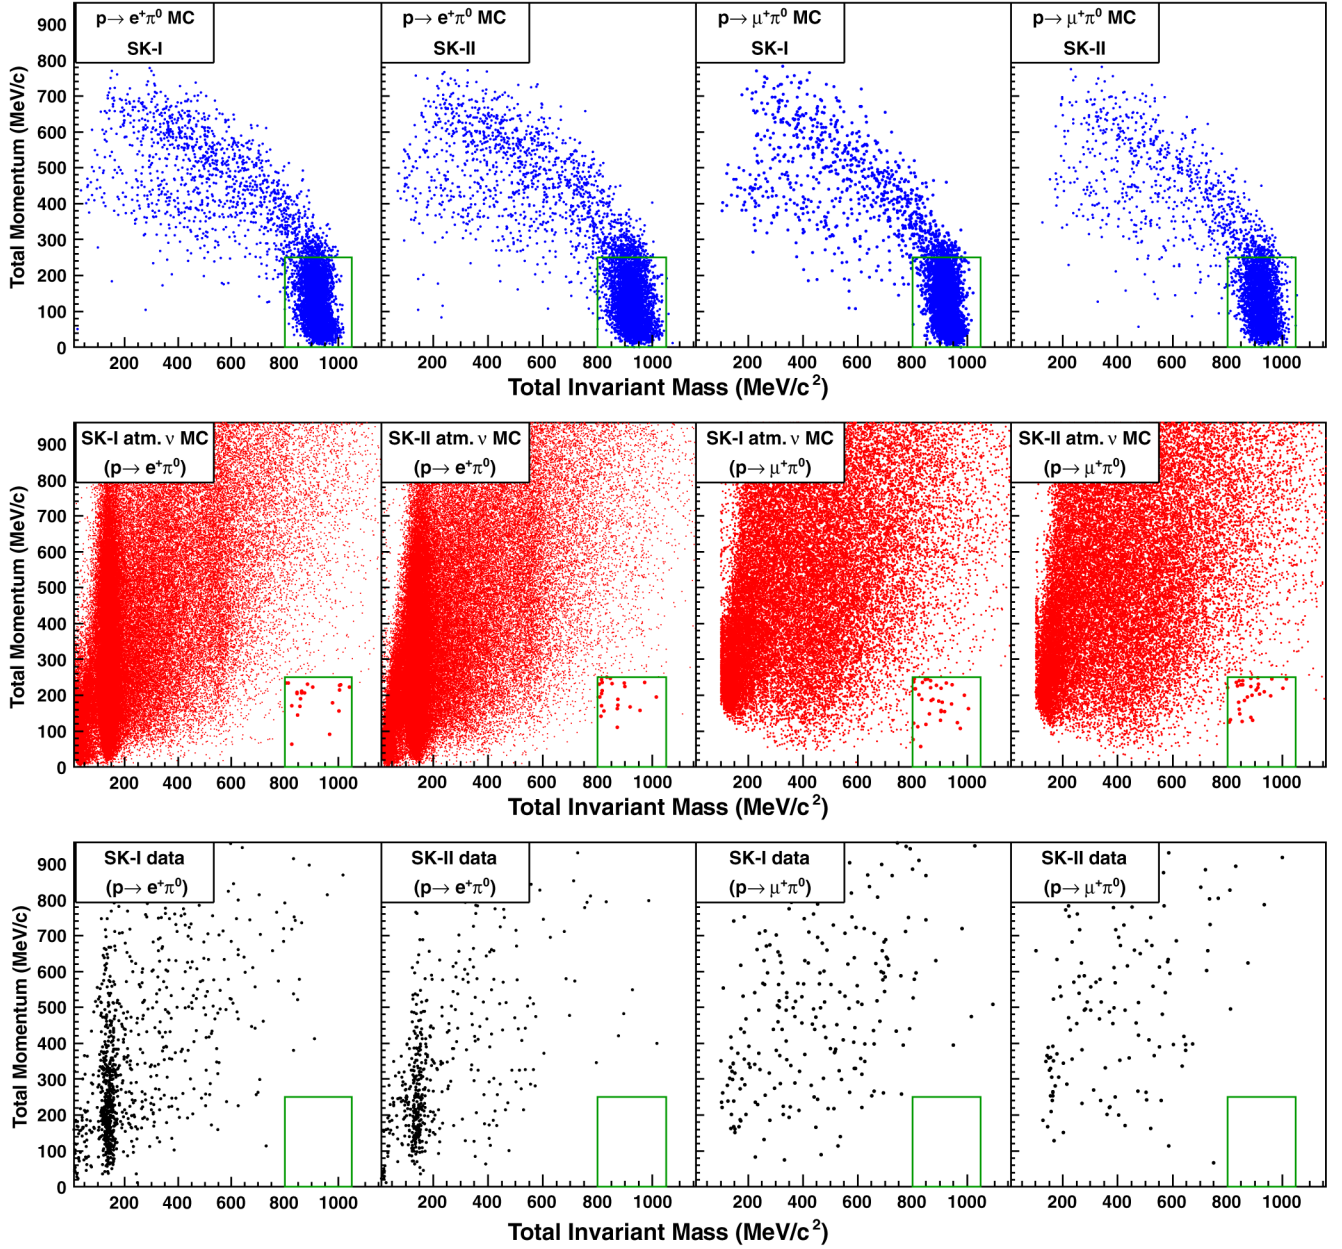 p→ e⁺π⁰ MC
SK-I
p→ e⁺π⁰ MC
SK-II
p→ μ⁺π⁰ MC
SK-I
p→ μ⁺π⁰ MC
SK-II
Total Momentum (MeV/c)
900
800
700
600
500
400
300
200
100
0
200 400 600 800 1000
200 400 600 800 1000
200 400 600 800 1000
200 400 600 800 1000
Total Invariant Mass (MeV/c²)
SK-I atm. ν MC
(p→ e⁺π⁰)
SK-II atm. ν MC
(p→ e⁺π⁰)
SK-I atm. ν MC
(p→ μ⁺π⁰)
SK-II atm. ν MC
(p→ μ⁺π⁰)
Total Momentum (MeV/c)
900
800
700
600
500
400
300
200
100
0
200 400 600 800 1000
200 400 600 800 1000
200 400 600 800 1000
200 400 600 800 1000
Total Invariant Mass (MeV/c²)
SK-I data
(p→ e⁺π⁰)
SK-II data
(p→ e⁺π⁰)
SK-I data
(p→ μ⁺π⁰)
SK-II data
(p→ μ⁺π⁰)
Total Momentum (MeV/c)
900
800
700
600
500
400
300
200
100
0
200 400 600 800 1000
200 400 600 800 1000
200 400 600 800 1000
200 400 600 800 1000
Total Invariant Mass (MeV/c²)